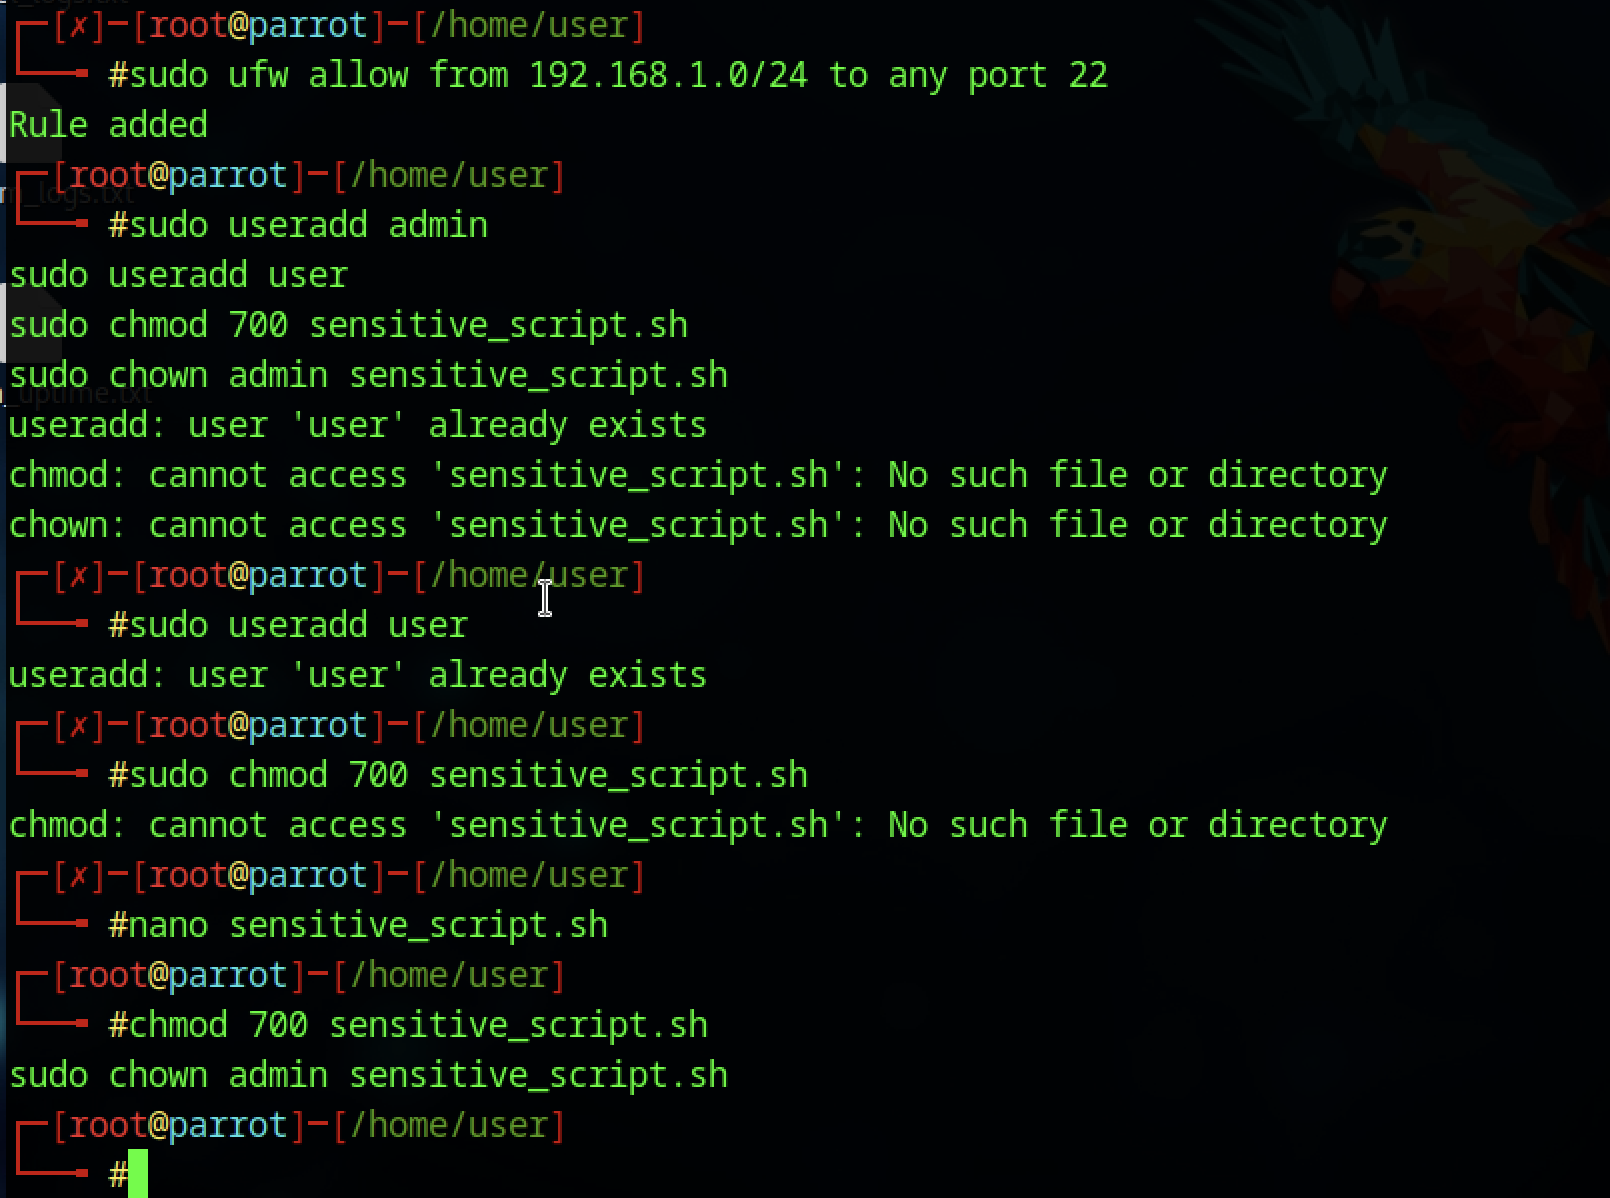 [✗]─[root@parrot]─[/home/user]
#sudo ufw allow from 192.168.1.0/24 to any port 22
Rule added
[root@parrot]─[/home/user]
m_logs.txt
#sudo useradd admin
sudo useradd user
sudo chmod 700 sensitive_script.sh
sudo chown admin sensitive_script.sh
_uptime.txt
useradd: user 'user' already exists
chmod: cannot access 'sensitive_script.sh': No such file or directory
chown: cannot access 'sensitive_script.sh': No such file or directory
[✗]─[root@parrot]─[/home/user]
#sudo useradd user
useradd: user 'user' already exists
[✗]─[root@parrot]─[/home/user]
#sudo chmod 700 sensitive_script.sh
chmod: cannot access 'sensitive_script.sh': No such file or directory
[✗]─[root@parrot]─[/home/user]
#nano sensitive_script.sh
[root@parrot]─[/home/user]
#chmod 700 sensitive_script.sh
sudo chown admin sensitive_script.sh
[root@parrot]─[/home/user]
#